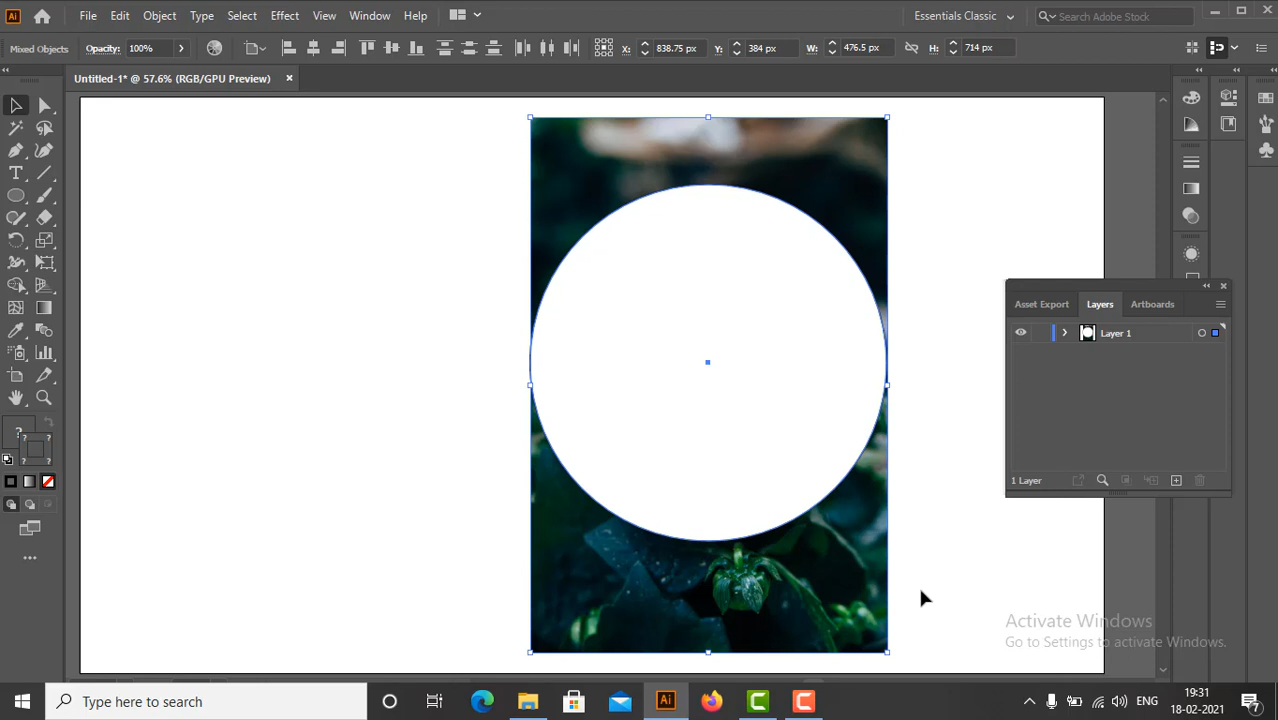 Ai File Edit Object Type Select Effect View Window Help Essentials Classic Search Adobe Stock
Mixed Objects Opacity: 100% X: 838.75 px Y: 384 px W: 476.5 px H: 714 px
Untitled-1* @ 57.6% (RGB/GPU Preview)
Asset Export Layers Artboards
Layer 1
1 Layer
Activate Windows
Go to Settings to activate Windows.
Type here to search
Ai
ENG
19:31
18-02-2021
7